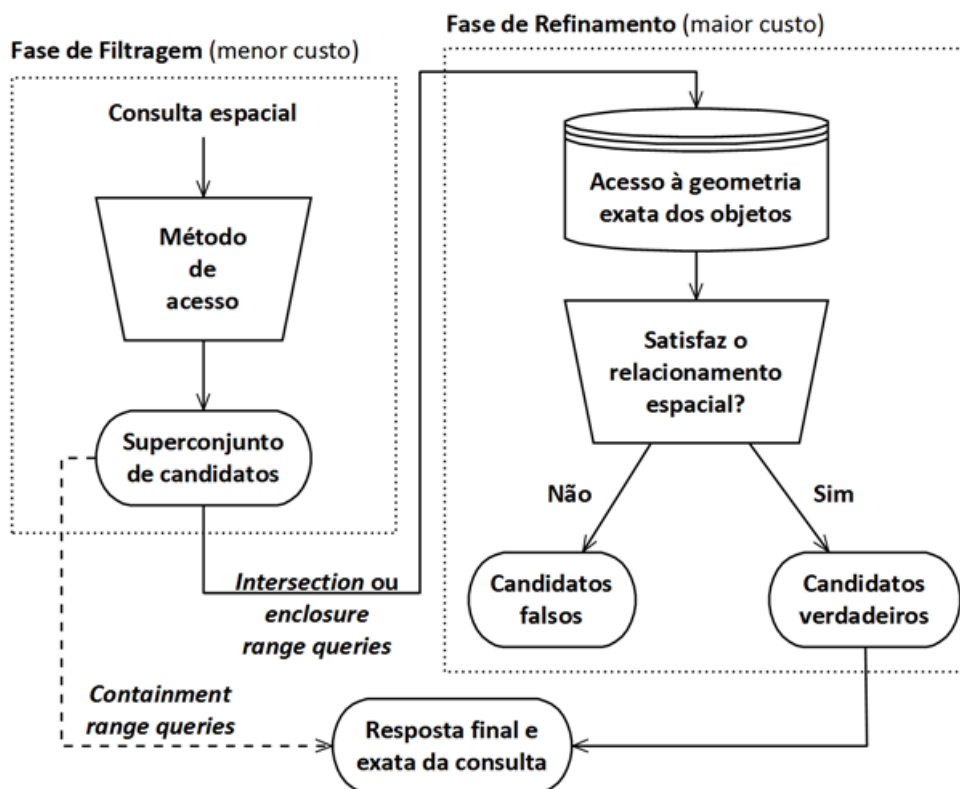 Fase de Refinamento (maior custo)
Fase de Filtragem (menor custo)
Consulta espacial
Método
de
acesso
Superconjunto
de candidatos
Acesso à geometria
exata dos objetos
Satisfaz o
relacionamento
espacial?
Não
Sim
Candidatos
falsos
Candidatos
verdadeiros
Intersection ou
enclosure
range queries
Containment
range queries
Resposta final e
exata da consulta